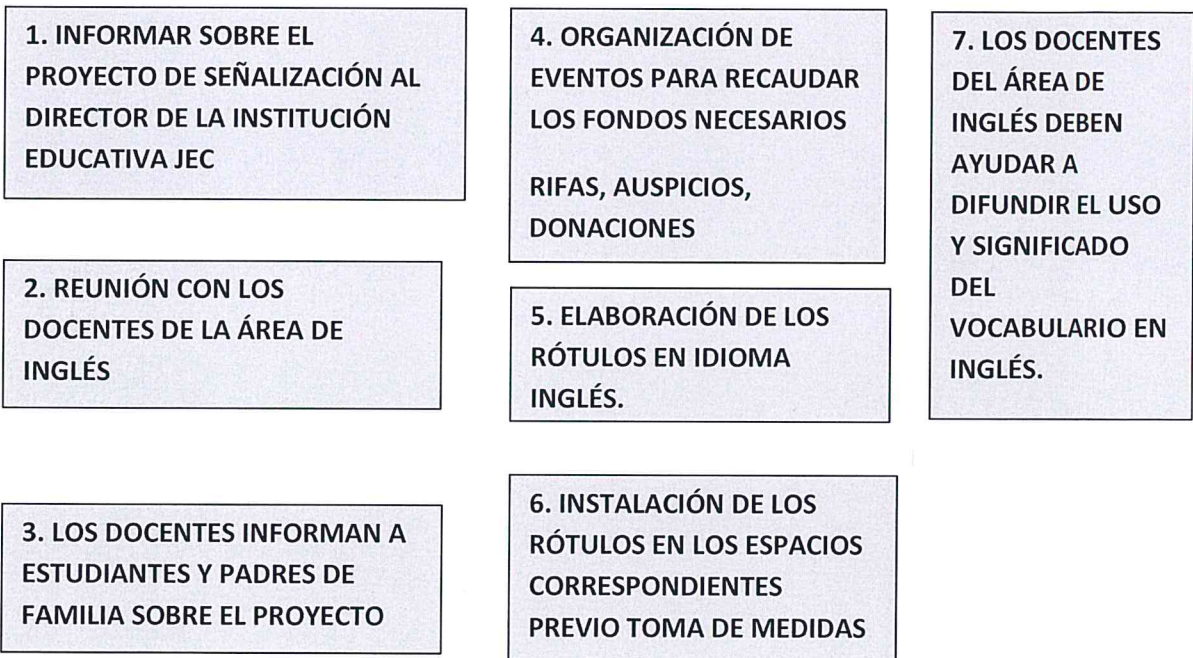 1. INFORMAR SOBRE EL
PROYECTO DE SEÑALIZACIÓN AL
DIRECTOR DE LA INSTITUCIÓN
EDUCATIVA JEC
2. REUNIÓN CON LOS
DOCENTES DE LA ÁREA DE
INGLÉS
3. LOS DOCENTES INFORMAN A
ESTUDIANTES Y PADRES DE
FAMILIA SOBRE EL PROYECTO
4. ORGANIZACIÓN DE
EVENTOS PARA RECAUDAR
LOS FONDOS NECESARIOS
RIFAS, AUSPICIOS,
DONACIONES
5. ELABORACIÓN DE LOS
RÓTULOS EN IDIOMA
INGLÉS.
6. INSTALACIÓN DE LOS
RÓTULOS EN LOS ESPACIOS
CORRESPONDIENTES
PREVIO TOMA DE MEDIDAS
7. LOS DOCENTES
DEL ÁREA DE
INGLÉS DEBEN
AYUDAR A
DIFUNDIR EL USO
Y SIGNIFICADO
DEL
VOCABULARIO EN
INGLÉS.